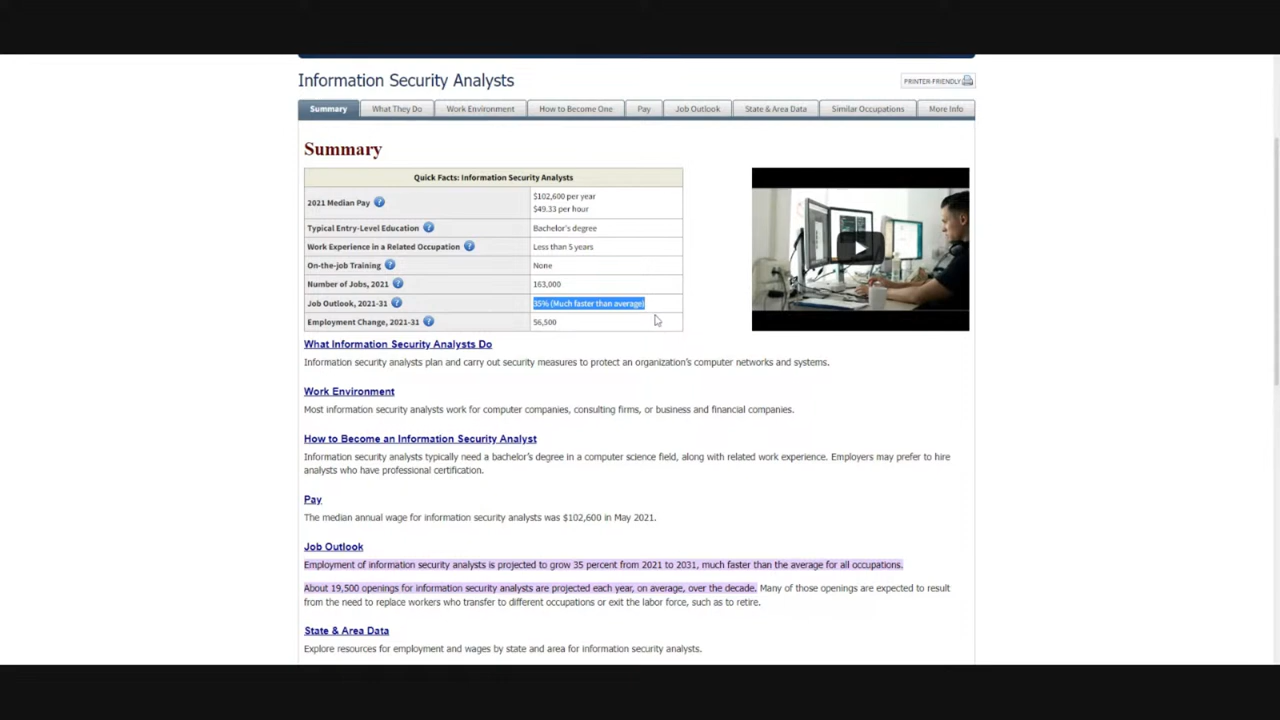 Information Security Analysts
PRINTER-FRIENDLY
Summary What They Do Work Environment How to Become One Pay Job Outlook State & Area Data Similar Occupations More Info
Summary
Quick Facts: Information Security Analysts
2021 Median Pay
$102,600 per year
$49.33 per hour
Typical Entry-Level Education Bachelor's degree
Work Experience in a Related Occupation Less than 5 years
On-the-job Training None
Number of Jobs, 2021 163,000
Job Outlook, 2021-31 35% (Much faster than average)
Employment Change, 2021-31 56,500
What Information Security Analysts Do
Information security analysts plan and carry out security measures to protect an organization's computer networks and systems.
Work Environment
Most information security analysts work for computer companies, consulting firms, or business and financial companies.
How to Become an Information Security Analyst
Information security analysts typically need a bachelor's degree in a computer science field, along with related work experience. Employers may prefer to hire
analysts who have professional certification.
Pay
The median annual wage for information security analysts was $102,600 in May 2021.
Job Outlook
Employment of information security analysts is projected to grow 35 percent from 2021 to 2031, much faster than the average for all occupations.
About 19,500 openings for information security analysts are projected each year, on average, over the decade. Many of those openings are expected to result
from the need to replace workers who transfer to different occupations or exit the labor force, such as to retire.
State & Area Data
Explore resources for employment and wages by state and area for information security analysts.